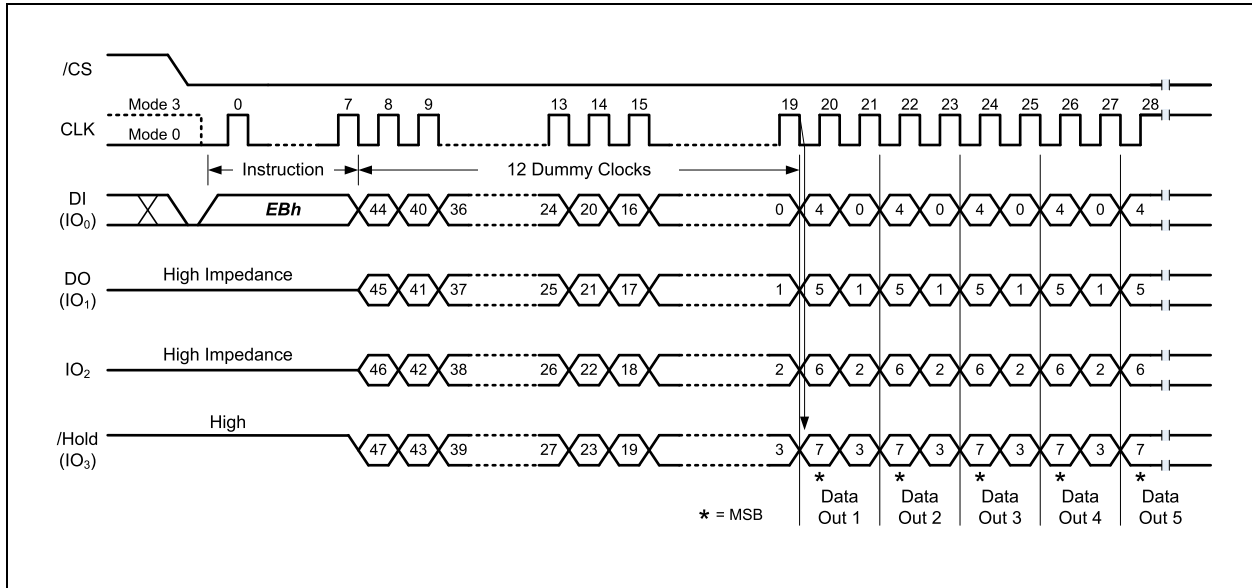 /CS
Mode 3
CLK
Mode 0
0 7 8 9 13 14 15 19 20 21 22 23 24 25 26 27 28
Instruction
12 Dummy Clocks
DI
(IO₀)
EBh 44 40 36 24 20 16 0 4 0 4 0 4 0 4 0 4
DO
(IO₁)
High Impedance
45 41 37 25 21 17 1 5 1 5 1 5 1 5 1 5
IO₂
High Impedance
46 42 38 26 22 18 2 6 2 6 2 6 2 6 2 6
/Hold
(IO₃)
High
47 43 39 27 23 19 3 7 3 7 3 7 3 7 3 7
* * * * *
* = MSB
Data
Out 1
Data
Out 2
Data
Out 3
Data
Out 4
Data
Out 5